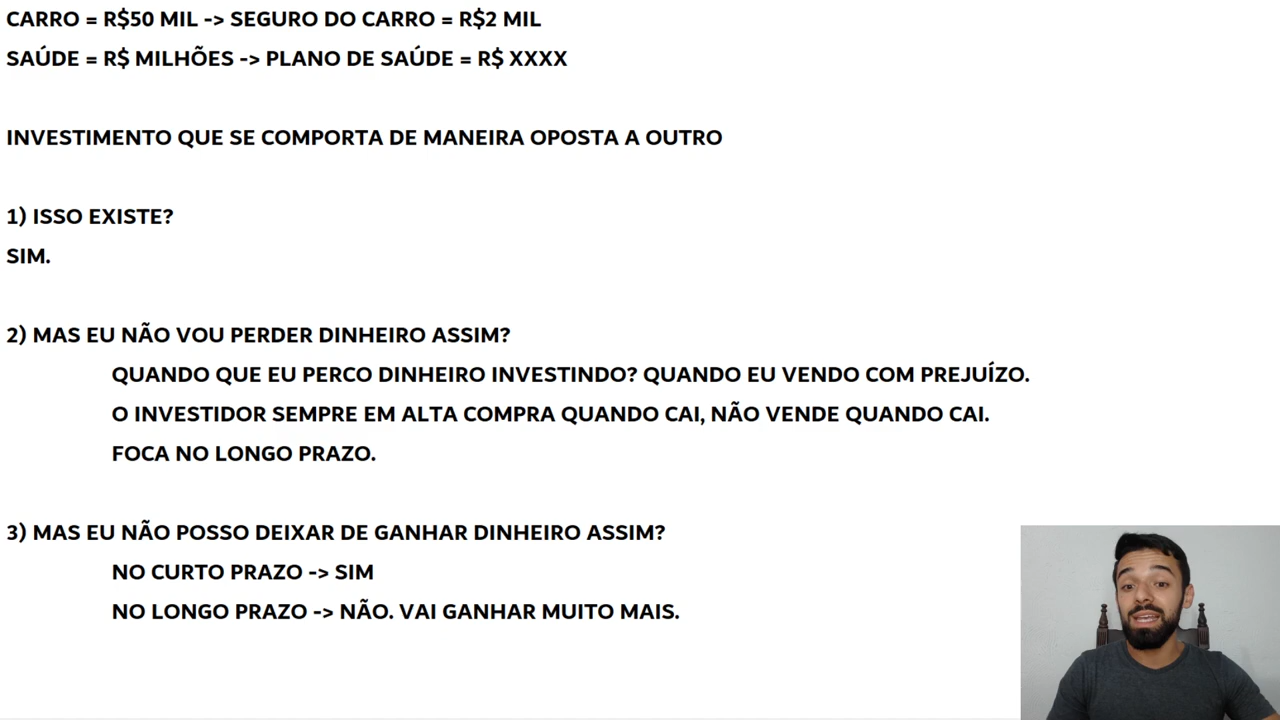 CARRO = R$50 MIL -> SEGURO DO CARRO = R$2 MIL
SAÚDE = R$ MILHÕES -> PLANO DE SAÚDE = R$ XXXX
INVESTIMENTO QUE SE COMPORTA DE MANEIRA OPOSTA A OUTRO
1) ISSO EXISTE?
SIM.
2) MAS EU NÃO VOU PERDER DINHEIRO ASSIM?
QUANDO QUE EU PERCO DINHEIRO INVESTINDO? QUANDO EU VENDO COM PREJUÍZO.
O INVESTIDOR SEMPRE EM ALTA COMPRA QUANDO CAI, NÃO VENDE QUANDO CAI.
FOCA NO LONGO PRAZO.
3) MAS EU NÃO POSSO DEIXAR DE GANHAR DINHEIRO ASSIM?
NO CURTO PRAZO -> SIM
NO LONGO PRAZO -> NÃO. VAI GANHAR MUITO MAIS.